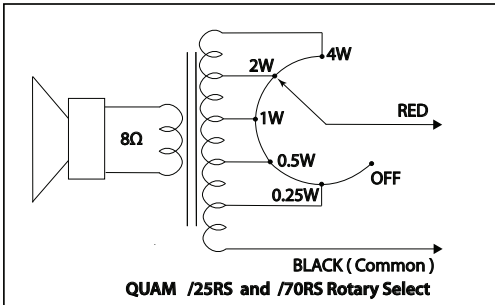 4W
2W
RED
8Ω
1W
0.5W
OFF
0.25W
BLACK ( Common )
QUAM /25RS and /70RS Rotary Select